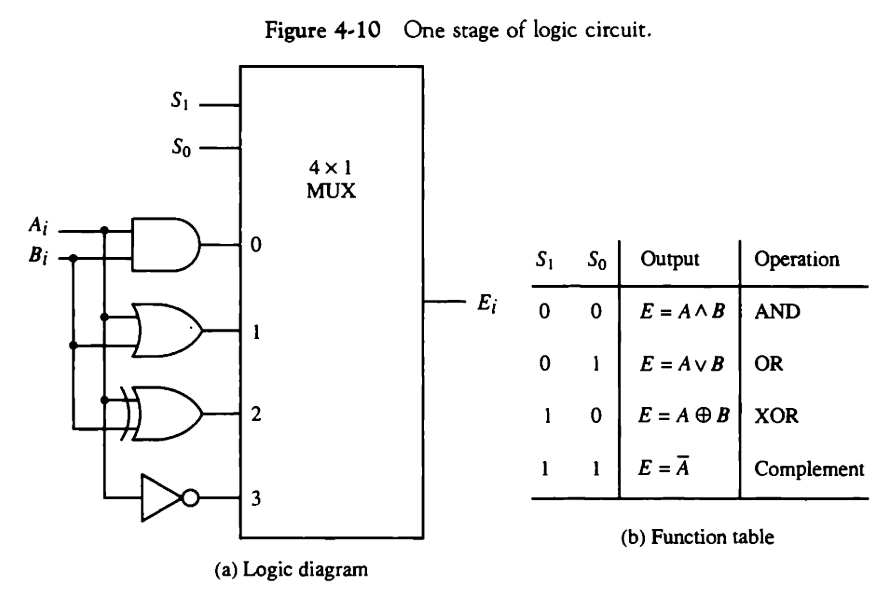 Figure 4-10 One stage of logic circuit.
S₁
S₀
4 × 1
MUX
Aᵢ
Bᵢ
0
1
2
3
Eᵢ
(a) Logic diagram
S₁ S₀ Output Operation
0 0 E = A ∧ B AND
0 1 E = A ∨ B OR
1 0 E = A ⊕ B XOR
1 1 E = A̅ Complement
(b) Function table